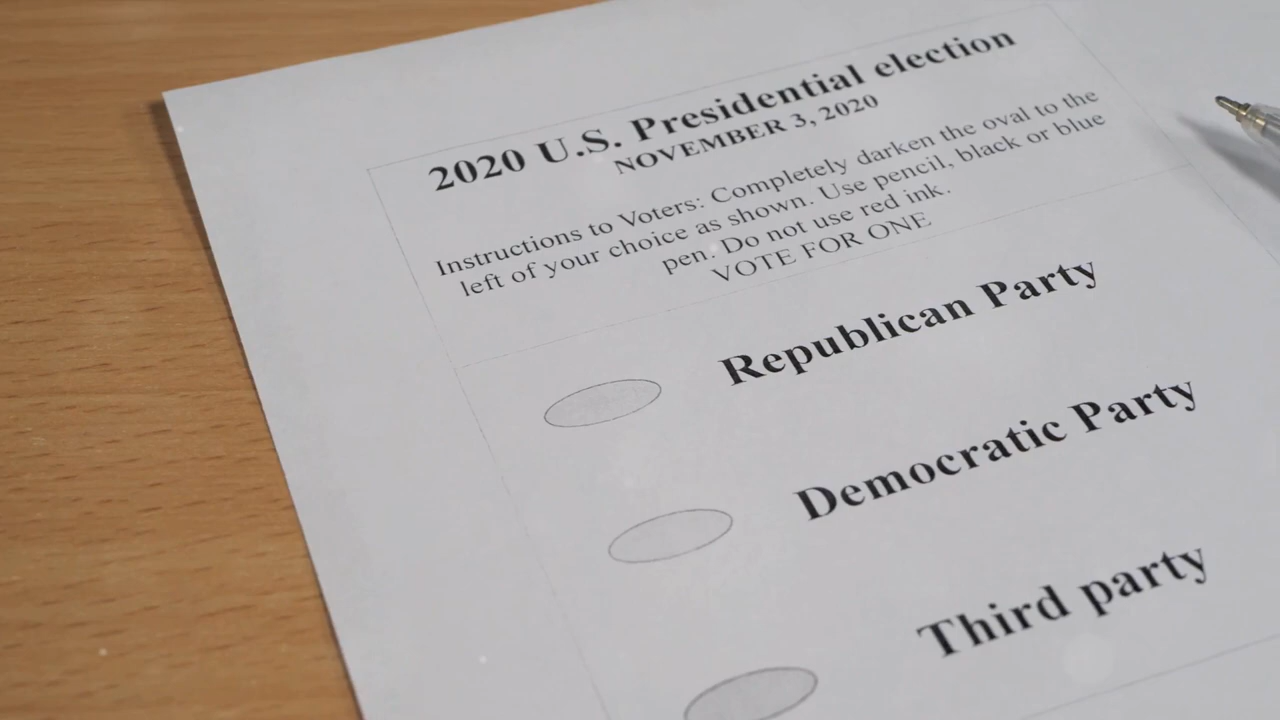 2020 U.S. Presidential election
NOVEMBER 3, 2020
Instructions to Voters: Completely darken the oval to the
left of your choice as shown. Use pencil, black or blue
pen. Do not use red ink.
VOTE FOR ONE
Republican Party
Democratic Party
Third party